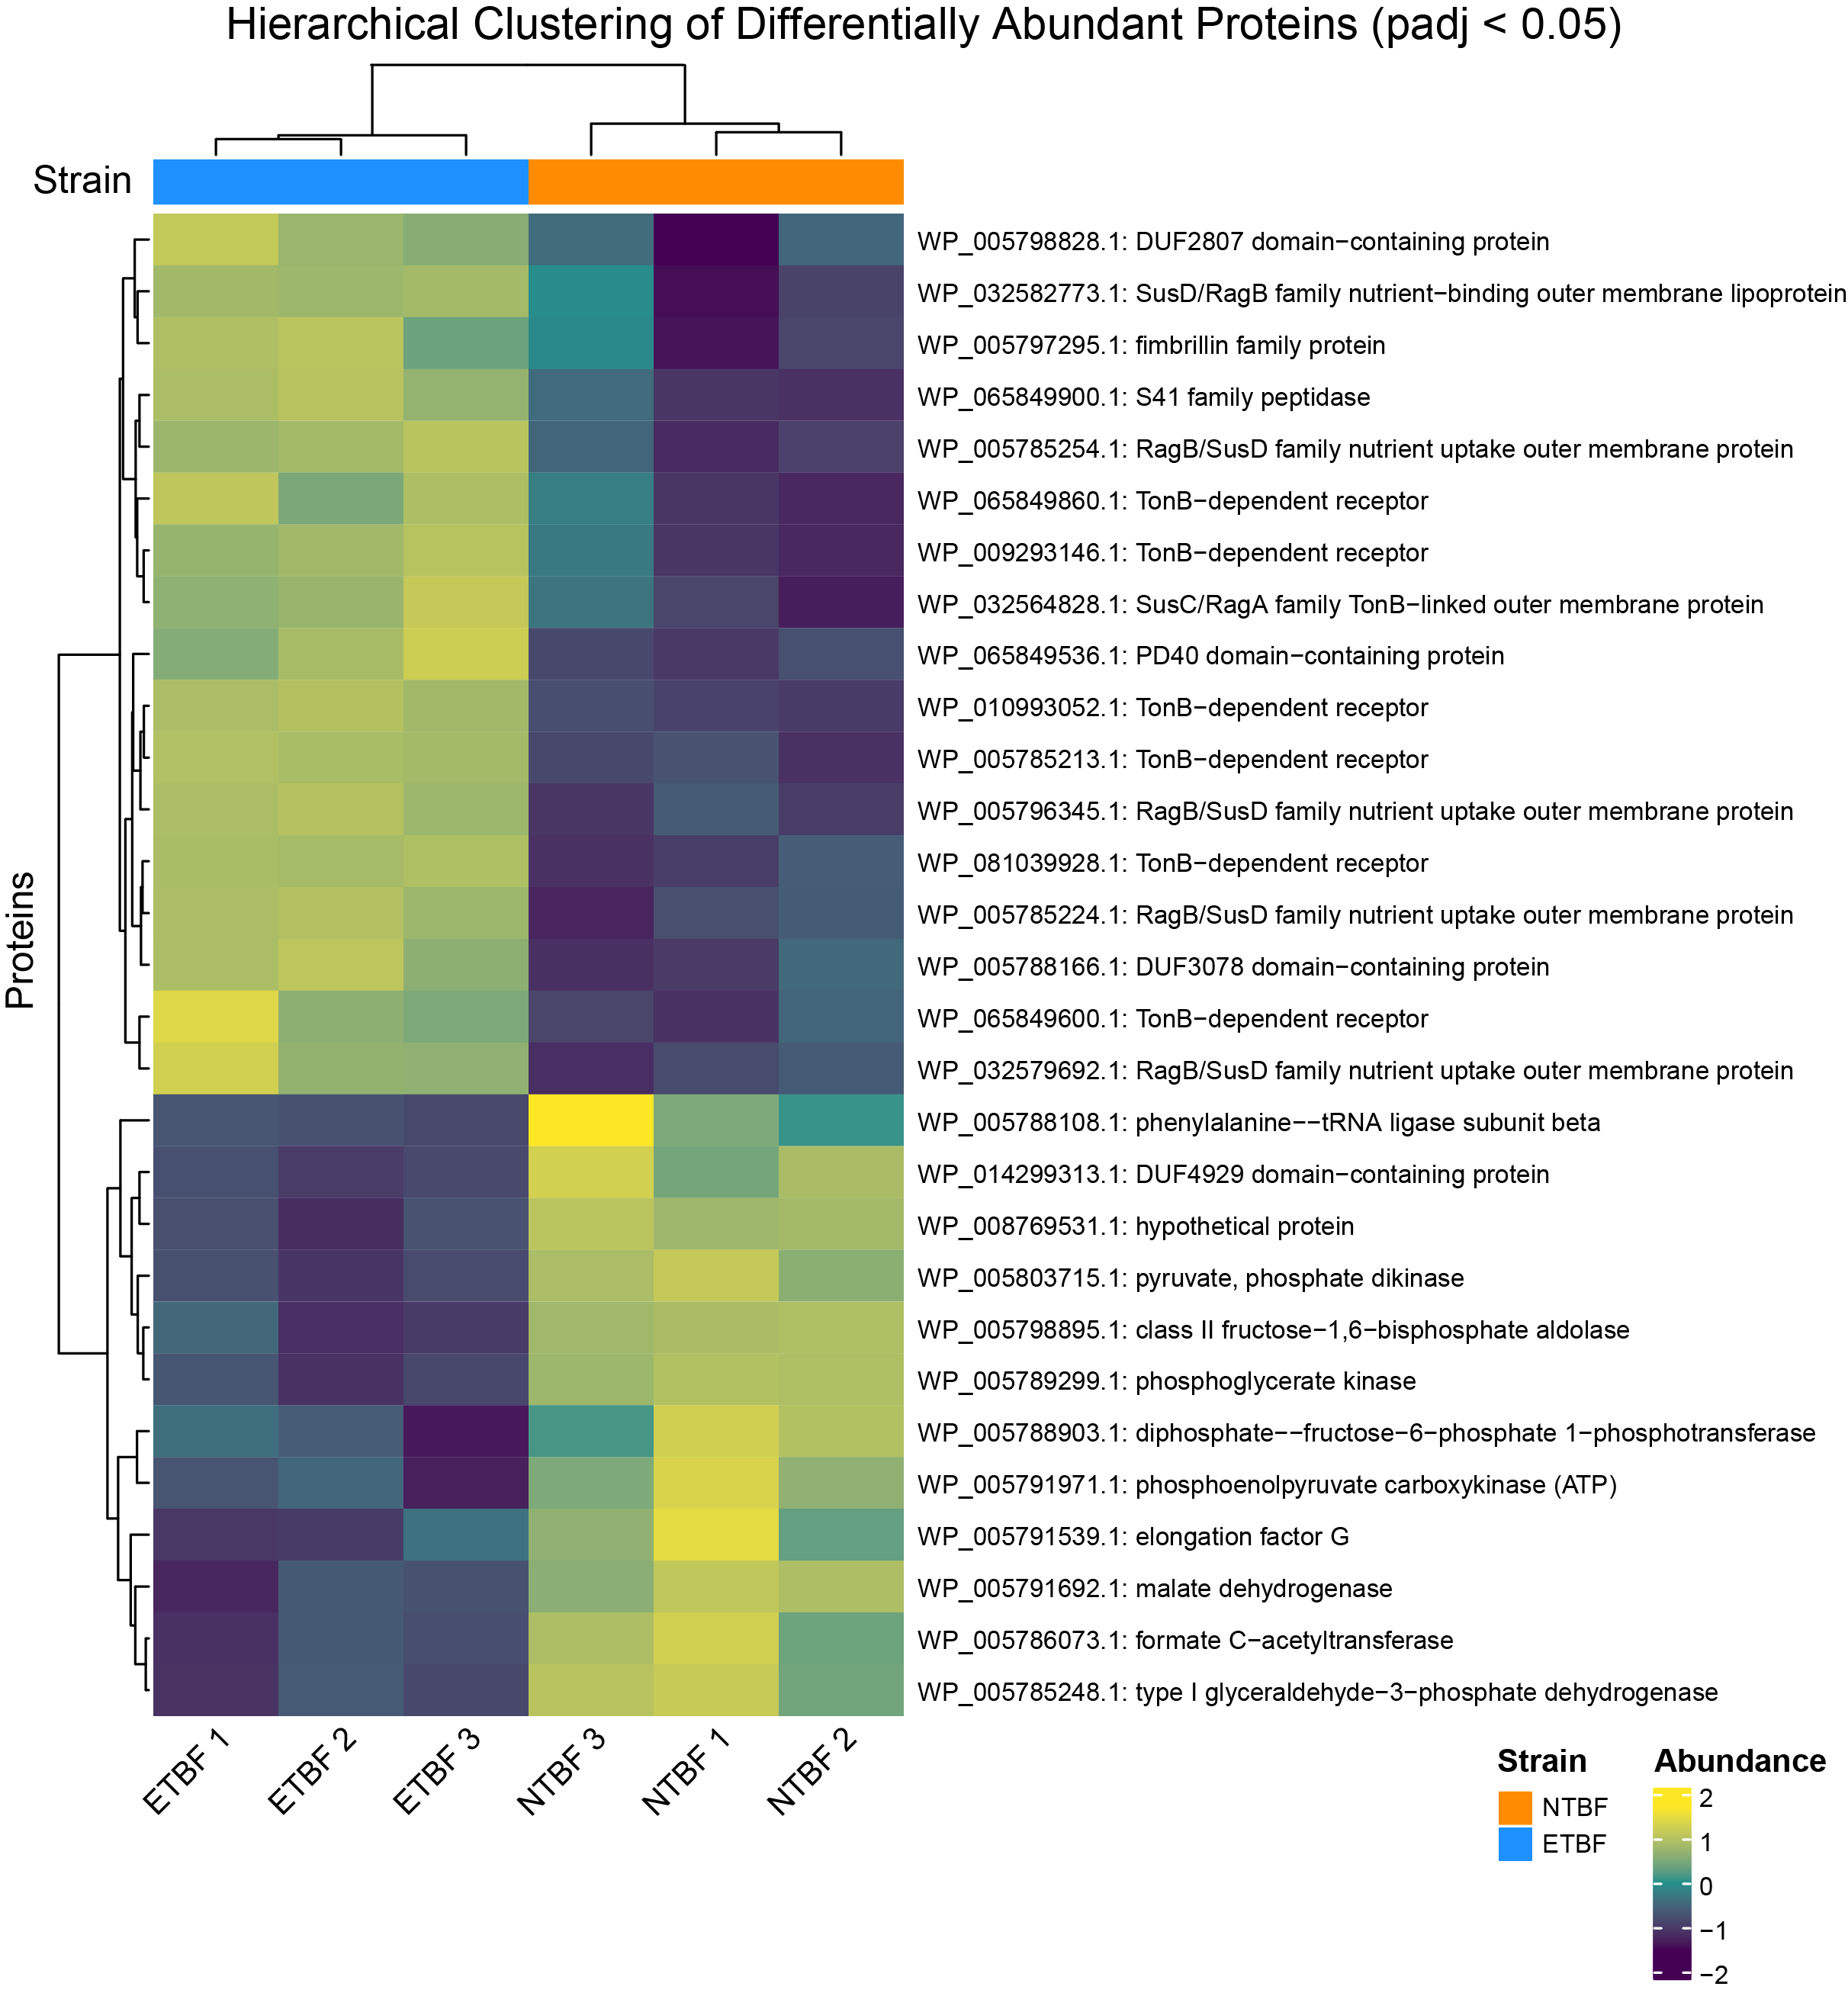 Hierarchical Clustering of Differentially Abundant Proteins (padj < 0.05)
Strain
Proteins
WP_005798828.1: DUF2807 domain−containing protein
WP_032582773.1: SusD/RagB family nutrient−binding outer membrane lipoprotein
WP_005797295.1: fimbrillin family protein
WP_065849900.1: S41 family peptidase
WP_005785254.1: RagB/SusD family nutrient uptake outer membrane protein
WP_065849860.1: TonB−dependent receptor
WP_009293146.1: TonB−dependent receptor
WP_032564828.1: SusC/RagA family TonB−linked outer membrane protein
WP_065849536.1: PD40 domain−containing protein
WP_010993052.1: TonB−dependent receptor
WP_005785213.1: TonB−dependent receptor
WP_005796345.1: RagB/SusD family nutrient uptake outer membrane protein
WP_081039928.1: TonB−dependent receptor
WP_005785224.1: RagB/SusD family nutrient uptake outer membrane protein
WP_005788166.1: DUF3078 domain−containing protein
WP_065849600.1: TonB−dependent receptor
WP_032579692.1: RagB/SusD family nutrient uptake outer membrane protein
WP_005788108.1: phenylalanine−−tRNA ligase subunit beta
WP_014299313.1: DUF4929 domain−containing protein
WP_008769531.1: hypothetical protein
WP_005803715.1: pyruvate, phosphate dikinase
WP_005798895.1: class II fructose−1,6−bisphosphate aldolase
WP_005789299.1: phosphoglycerate kinase
WP_005788903.1: diphosphate−−fructose−6−phosphate 1−phosphotransferase
WP_005791971.1: phosphoenolpyruvate carboxykinase (ATP)
WP_005791539.1: elongation factor G
WP_005791692.1: malate dehydrogenase
WP_005786073.1: formate C−acetyltransferase
WP_005785248.1: type I glyceraldehyde−3−phosphate dehydrogenase
ETBF 1
ETBF 2
ETBF 3
NTBF 3
NTBF 1
NTBF 2
Strain
NTBF
ETBF
Abundance
2
1
0
−1
−2